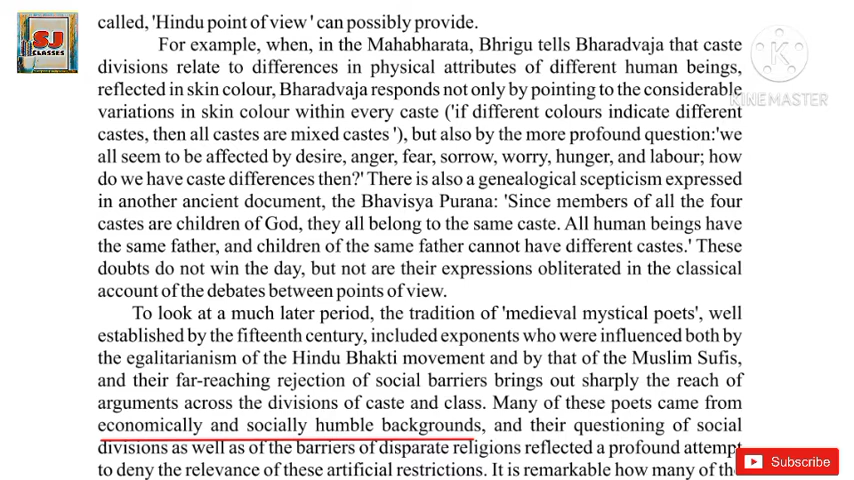 SJ
CLASSES
KINEMASTER
called, 'Hindu point of view ' can possibly provide.
For example, when, in the Mahabharata, Bhrigu tells Bharadvaja that caste
divisions relate to differences in physical attributes of different human beings,
reflected in skin colour, Bharadvaja responds not only by pointing to the considerable
variations in skin colour within every caste ('if different colours indicate different
castes, then all castes are mixed castes '), but also by the more profound question:'we
all seem to be affected by desire, anger, fear, sorrow, worry, hunger, and labour; how
do we have caste differences then?' There is also a genealogical scepticism expressed
in another ancient document, the Bhavisya Purana: 'Since members of all the four
castes are children of God, they all belong to the same caste. All human beings have
the same father, and children of the same father cannot have different castes.' These
doubts do not win the day, but not are their expressions obliterated in the classical
account of the debates between points of view.
To look at a much later period, the tradition of 'medieval mystical poets', well
established by the fifteenth century, included exponents who were influenced both by
the egalitarianism of the Hindu Bhakti movement and by that of the Muslim Sufis,
and their far-reaching rejection of social barriers brings out sharply the reach of
arguments across the divisions of caste and class. Many of these poets came from
economically and socially humble backgrounds, and their questioning of social
divisions as well as of the barriers of disparate religions reflected a profound attempt
to deny the relevance of these artificial restrictions. It is remarkable how many of th
Subscribe